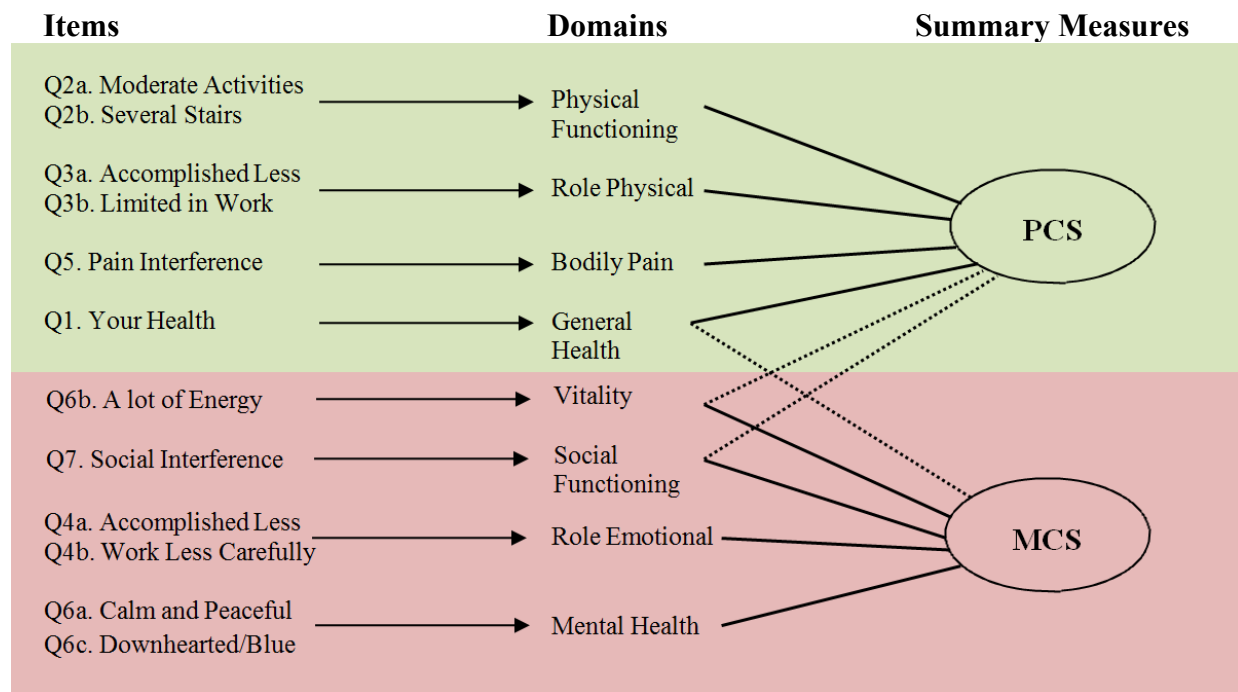 Items Domains Summary Measures
Q2a. Moderate Activities
Q2b. Several Stairs
Physical
Functioning
Q3a. Accomplished Less
Q3b. Limited in Work
Role Physical
PCS
Q5. Pain Interference
Bodily Pain
Q1. Your Health
General
Health
Q6b. A lot of Energy
Vitality
Q7. Social Interference
Social
Functioning
Q4a. Accomplished Less
Q4b. Work Less Carefully
Role Emotional
MCS
Q6a. Calm and Peaceful
Q6c. Downhearted/Blue
Mental Health